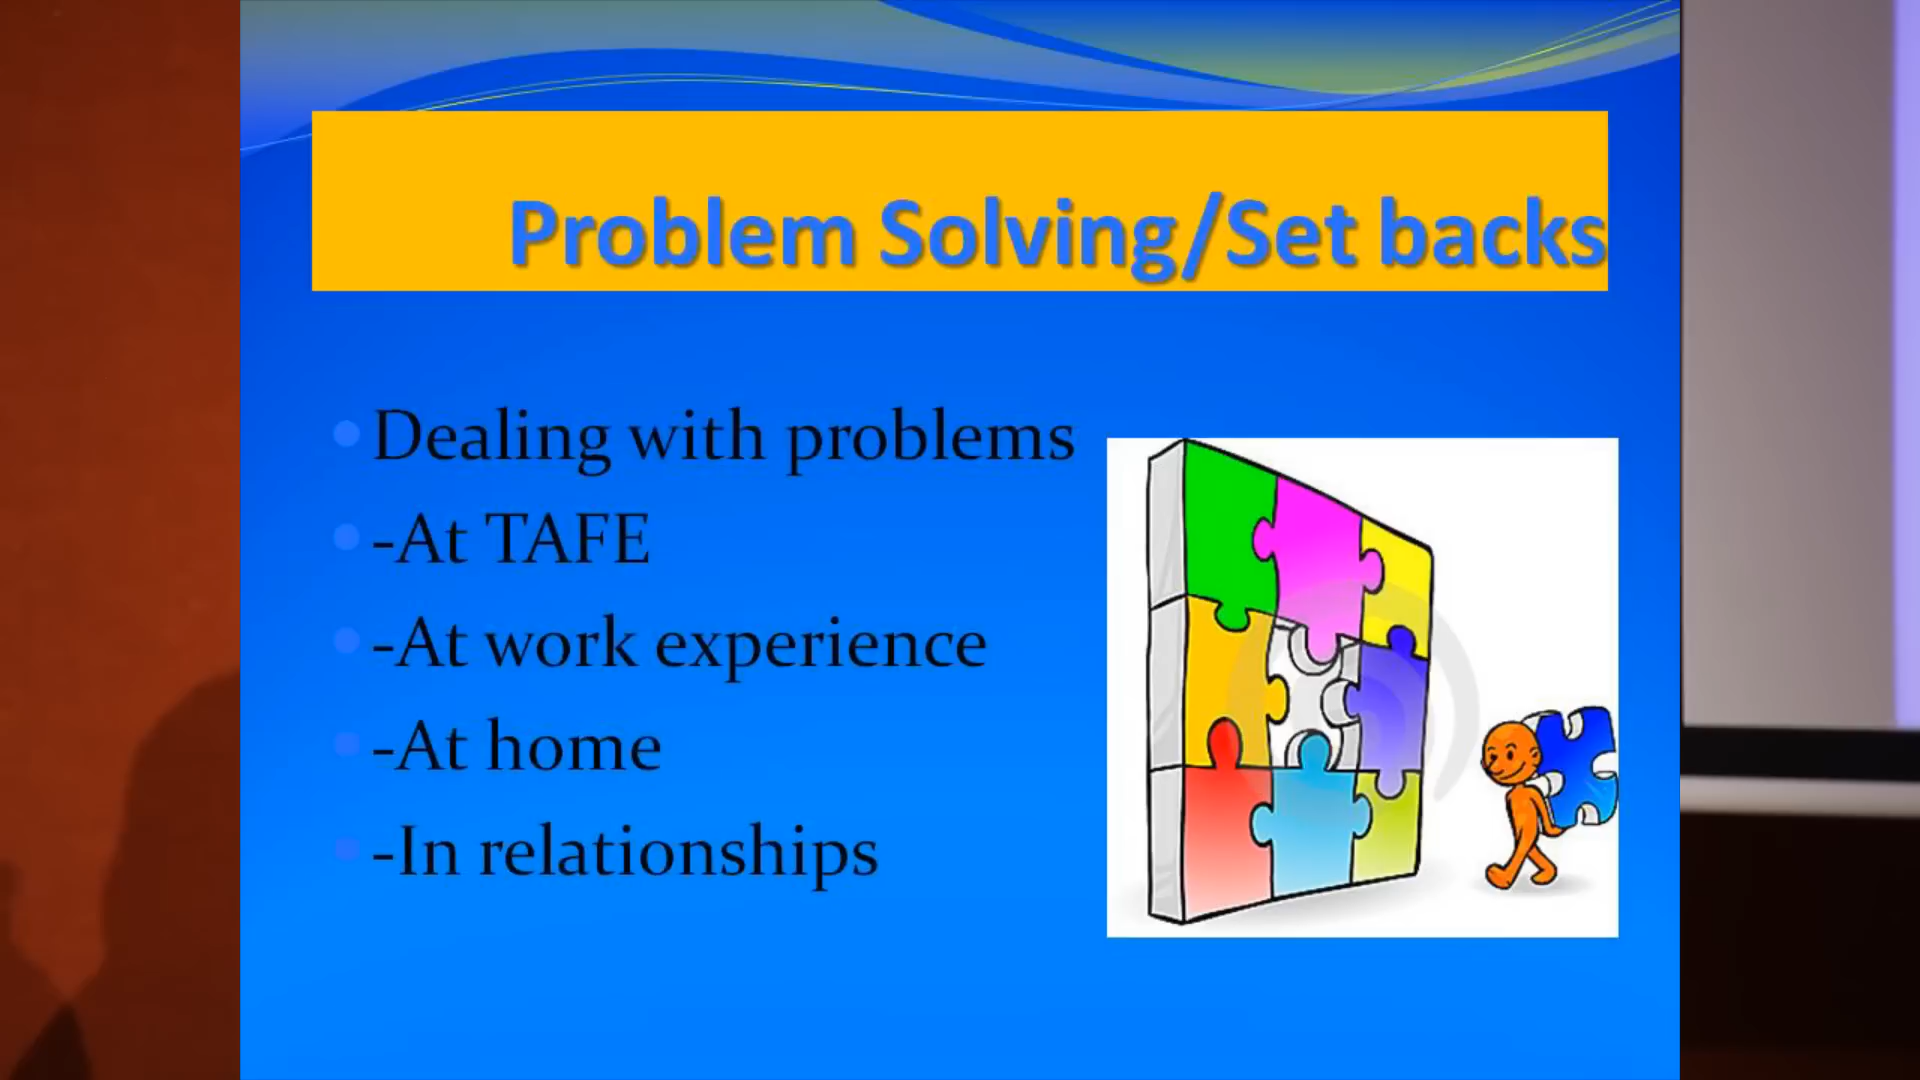 Problem Solving/Set backs
Dealing with problems
-At TAFE
-At work experience
-At home
-In relationships